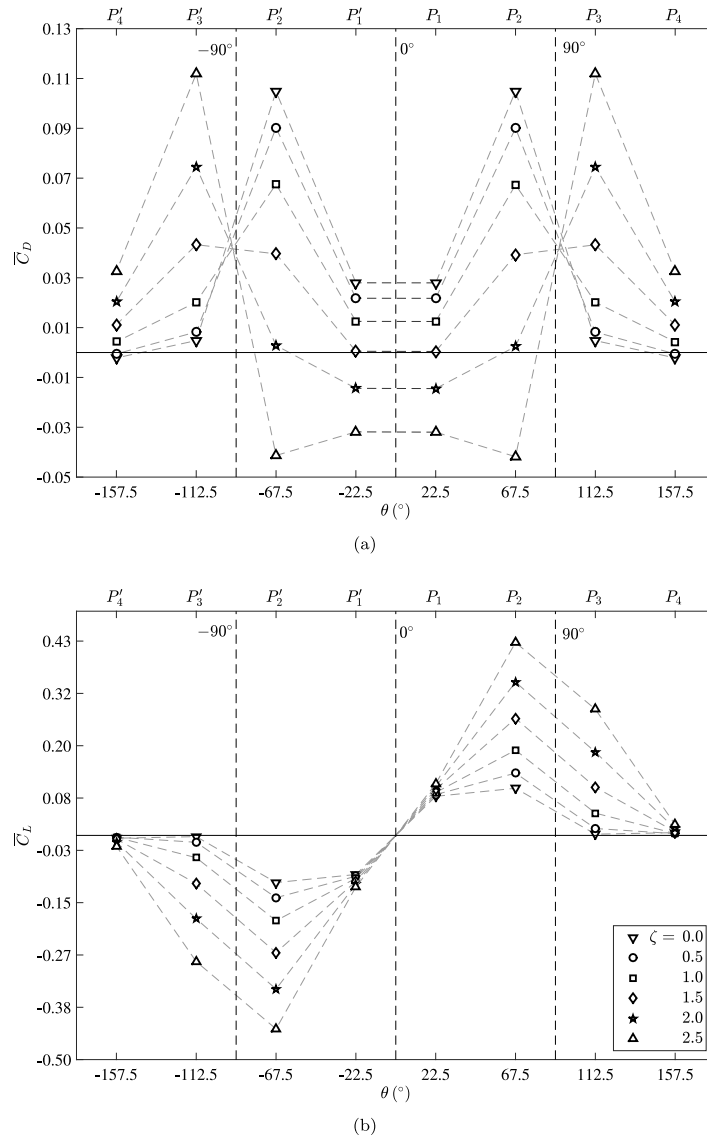 P′₄ P′₃ P′₂ P′₁ P₁ P₂ P₃ P₄
−90° 0° 90°
0.13
0.11
0.09
0.07
0.05
0.03
0.01
-0.01
-0.03
-0.05
C̅_D
-157.5 -112.5 -67.5 -22.5 22.5 67.5 112.5 157.5
θ (°)
(a)
P′₄ P′₃ P′₂ P′₁ P₁ P₂ P₃ P₄
−90° 0° 90°
0.43
0.32
0.20
0.08
-0.03
-0.15
-0.27
-0.38
-0.50
C̅_L
ζ = 0.0
0.5
1.0
1.5
2.0
2.5
-157.5 -112.5 -67.5 -22.5 22.5 67.5 112.5 157.5
θ (°)
(b)